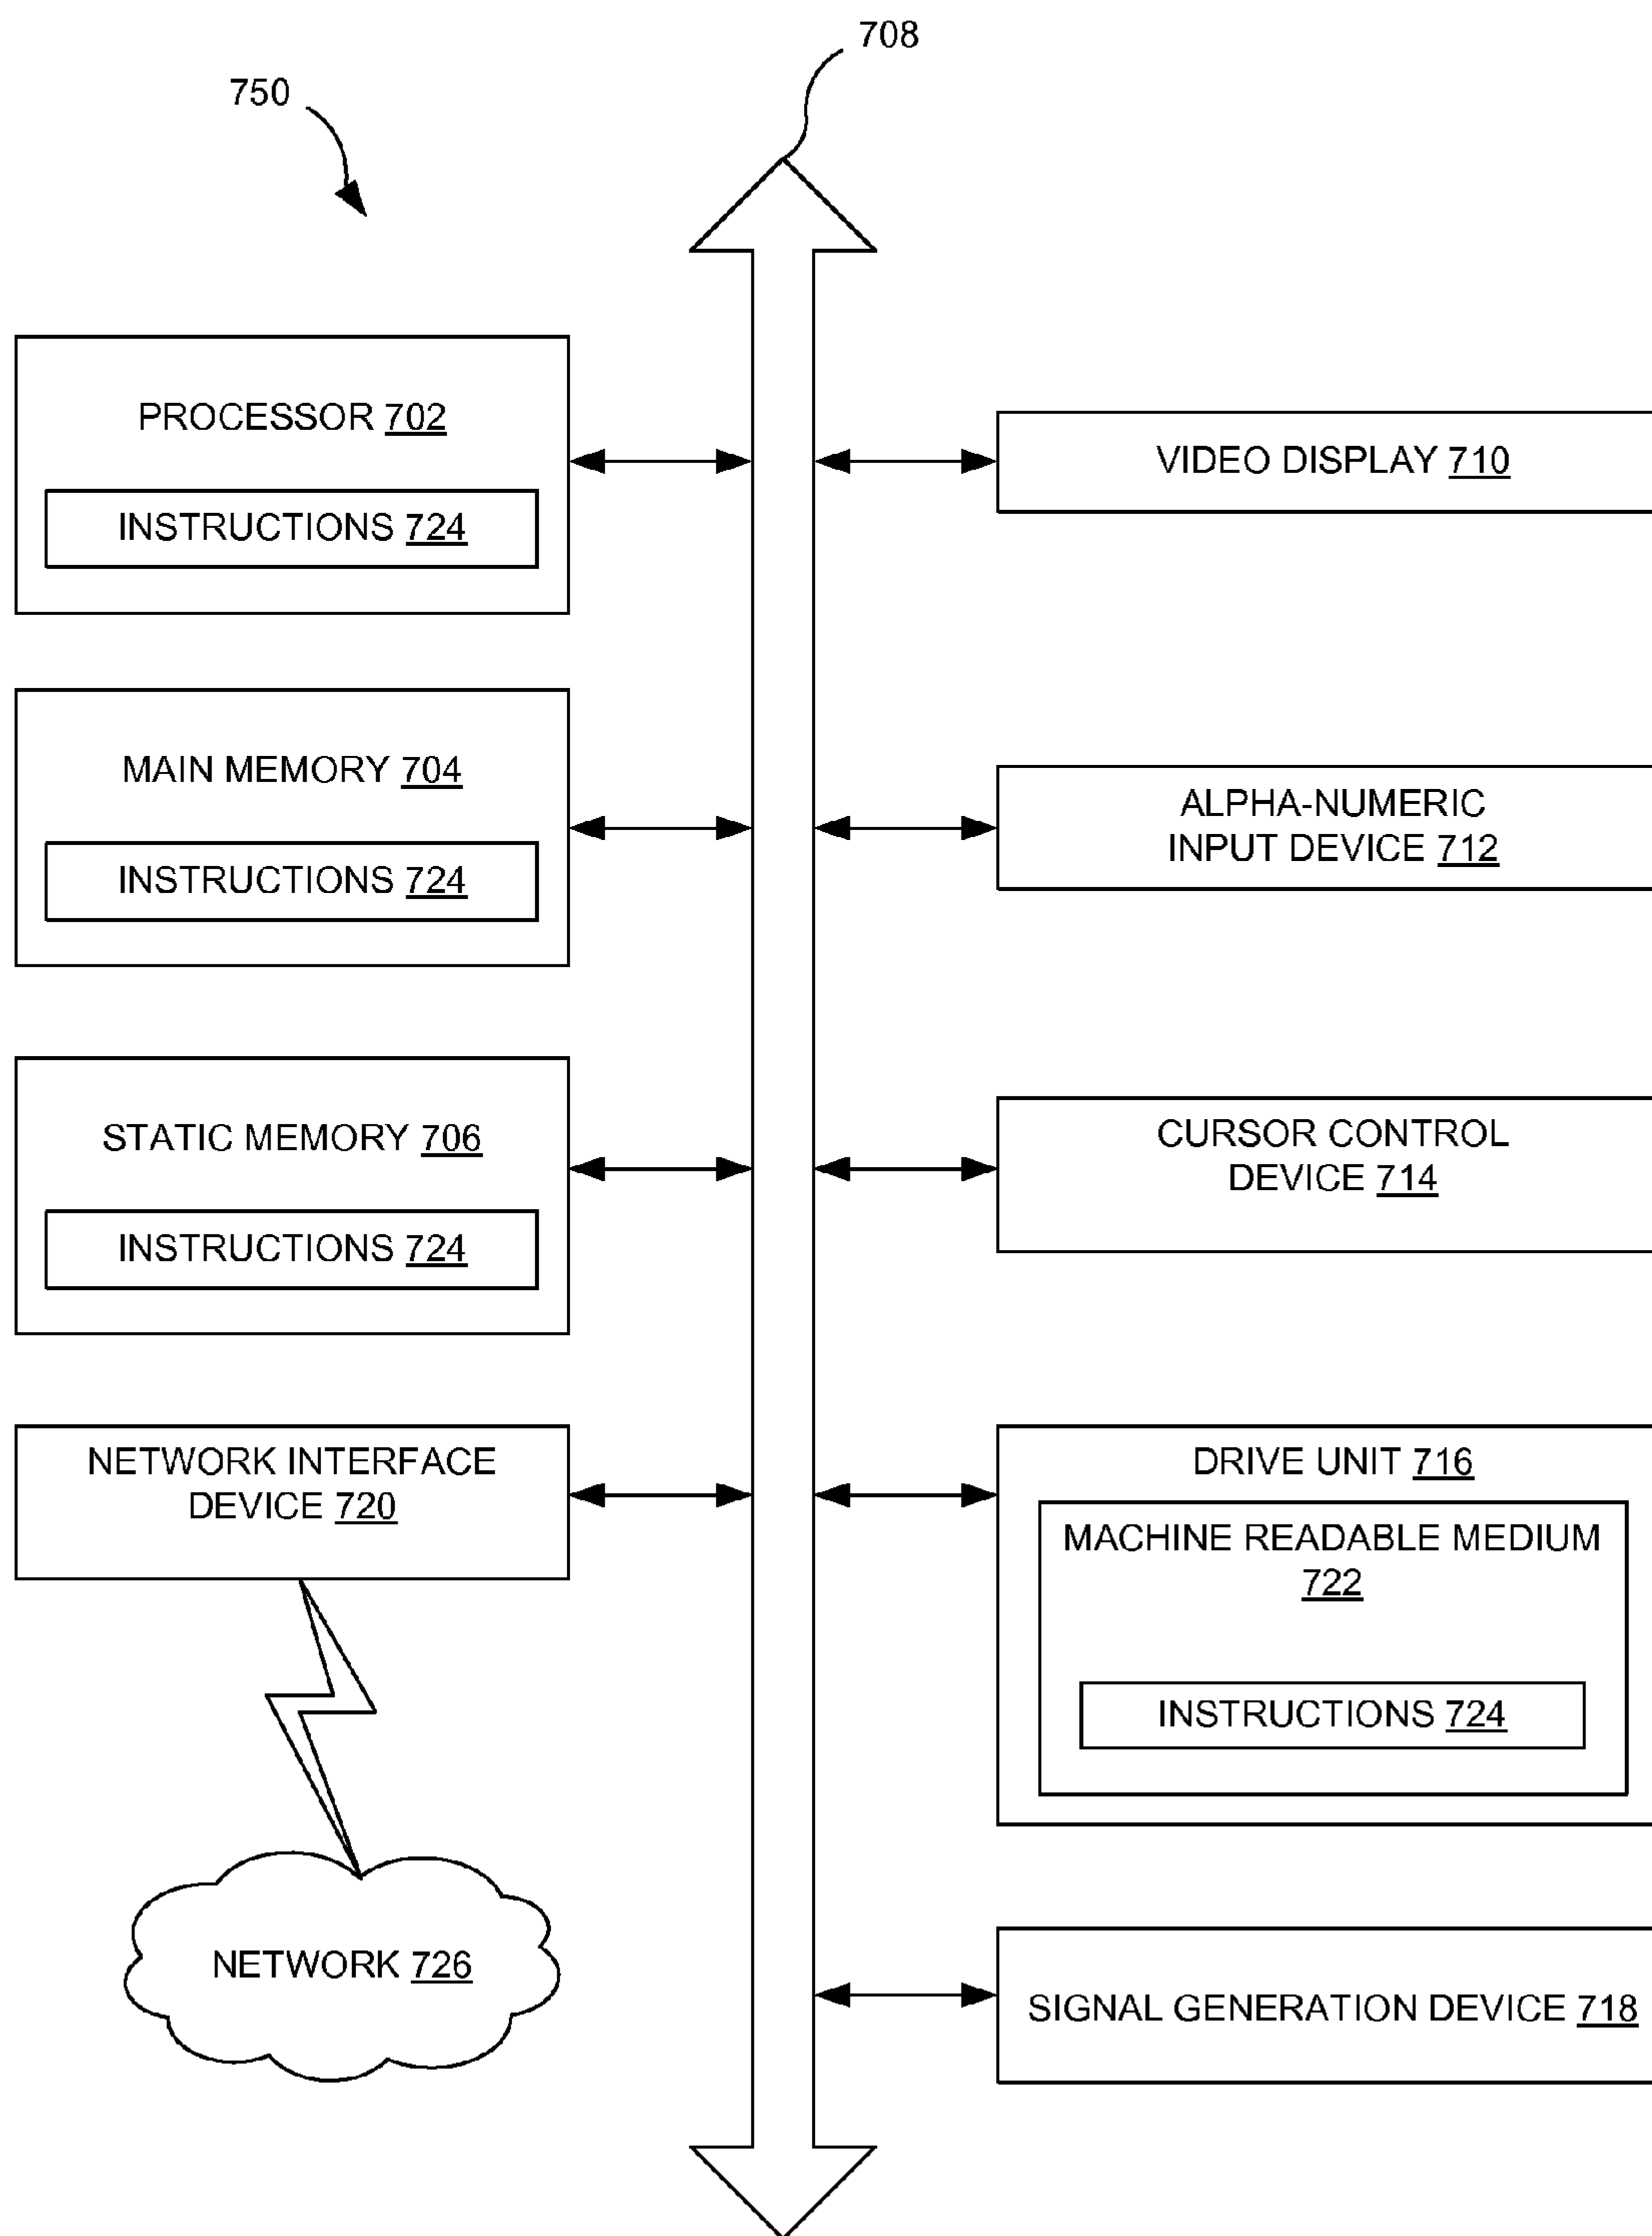 708
750
PROCESSOR 702
INSTRUCTIONS 724
VIDEO DISPLAY 710
MAIN MEMORY 704
INSTRUCTIONS 724
ALPHA-NUMERIC
INPUT DEVICE 712
STATIC MEMORY 706
INSTRUCTIONS 724
CURSOR CONTROL
DEVICE 714
NETWORK INTERFACE
DEVICE 720
DRIVE UNIT 716
MACHINE READABLE MEDIUM
722
INSTRUCTIONS 724
NETWORK 726
SIGNAL GENERATION DEVICE 718